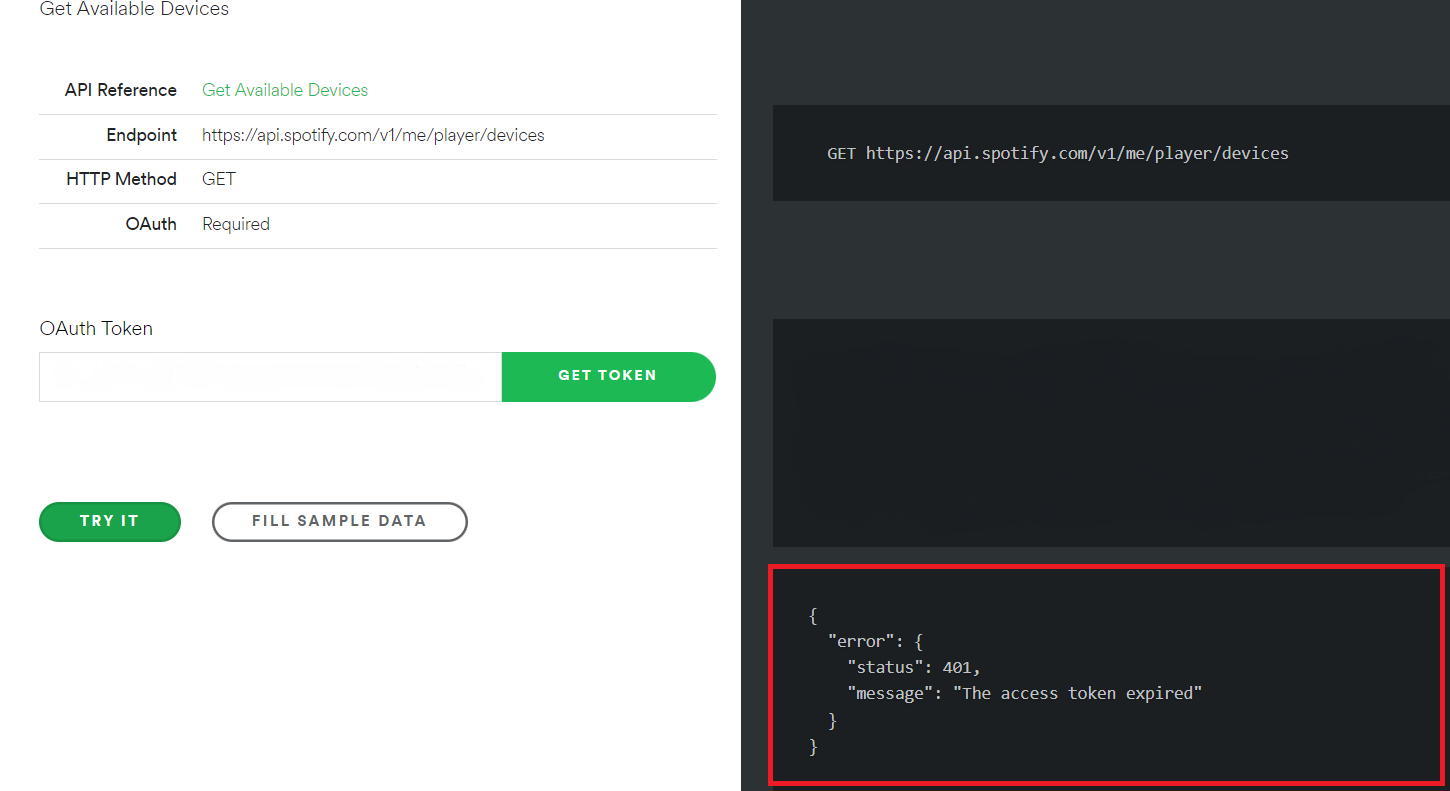 Get Available Devices
API Reference Get Available Devices
Endpoint https://api.spotify.com/v1/me/player/devices
HTTP Method GET
OAuth Required
OAuth Token
GET TOKEN
TRY IT FILL SAMPLE DATA
GET https://api.spotify.com/v1/me/player/devices
{
"error": {
"status": 401,
"message": "The access token expired"
}
}